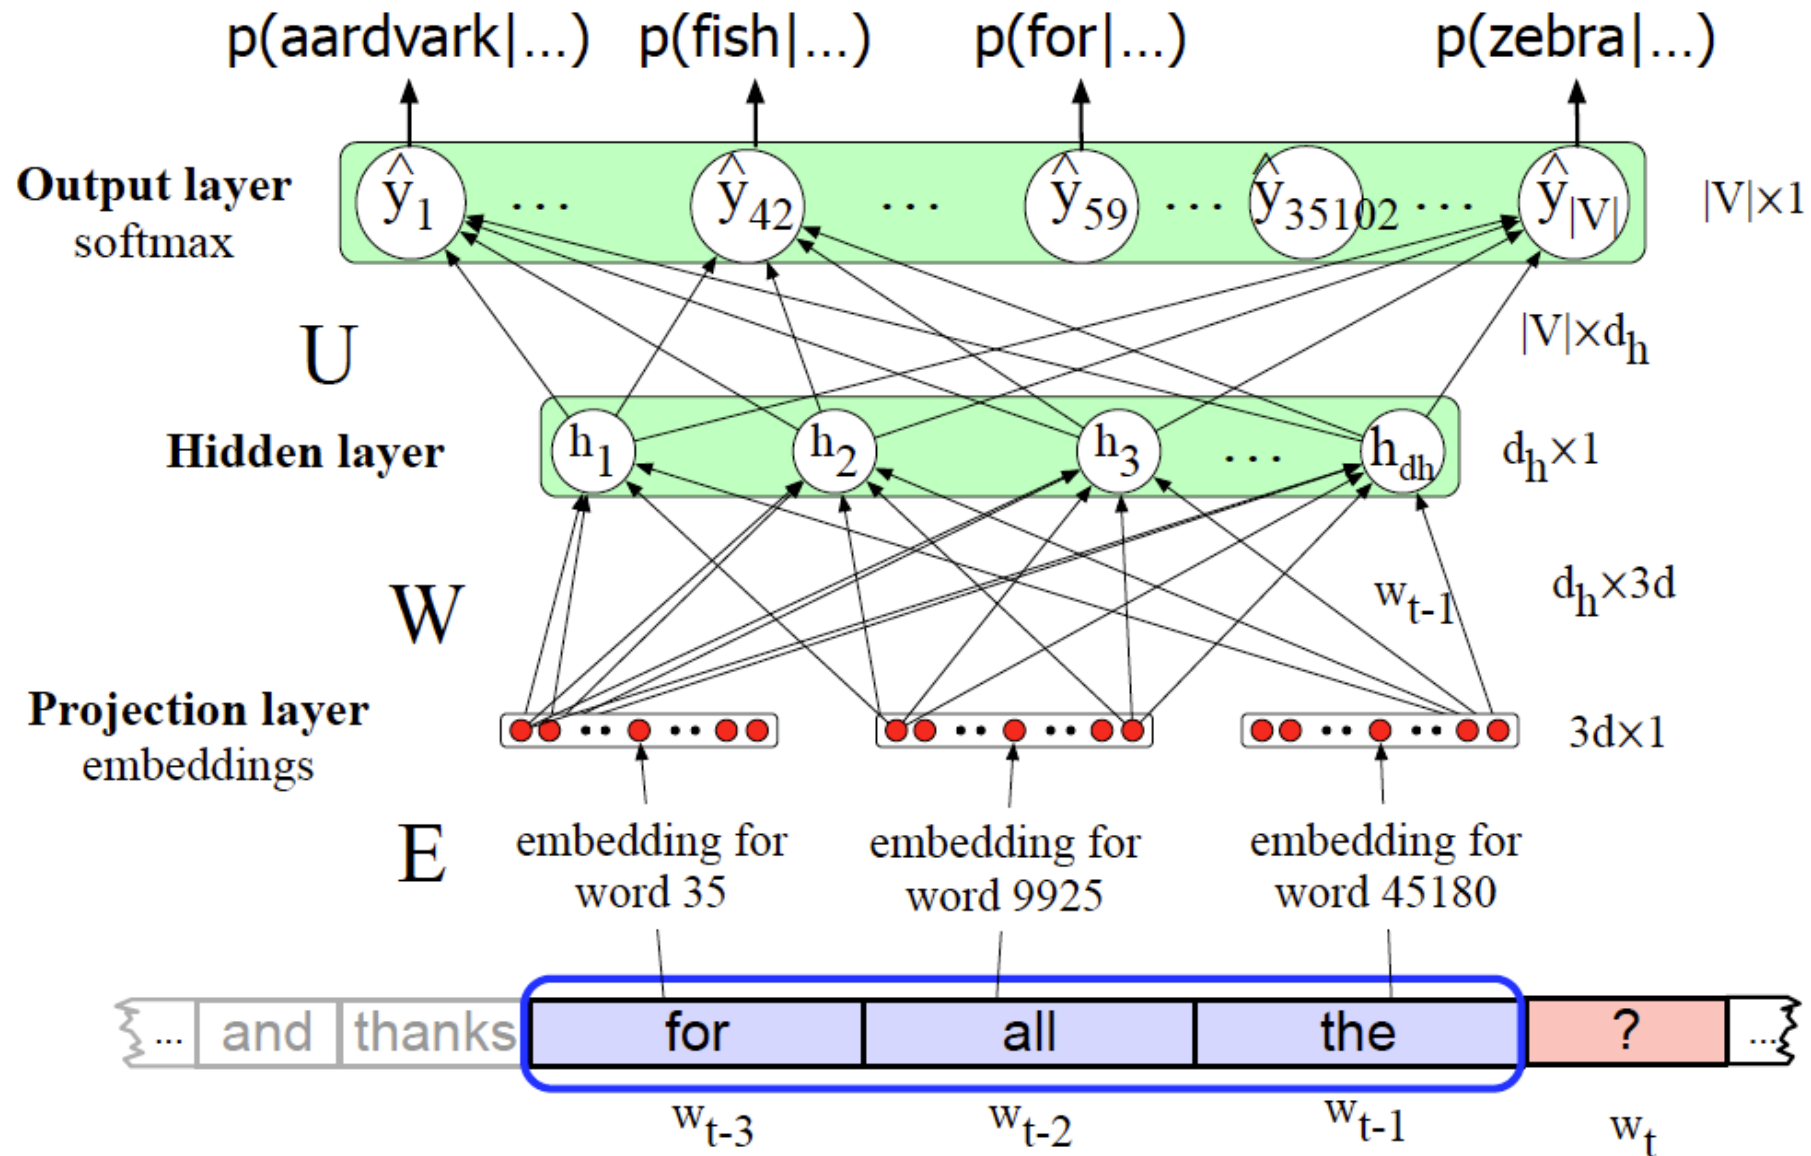 p(aardvark|...) p(fish|...) p(for|...) p(zebra|...)
Output layer
softmax
ŷ1 ... ŷ42 ... ŷ59 ... ŷ35102 ... ŷ|V|
|V|×1
U
|V|×dh
Hidden layer
h1 h2 h3 ... hdh
dh×1
W
wt-1
dh×3d
Projection layer
embeddings
3d×1
E
embedding for
word 35
embedding for
word 9925
embedding for
word 45180
... and thanks for all the ? ...
wt-3 wt-2 wt-1 wt